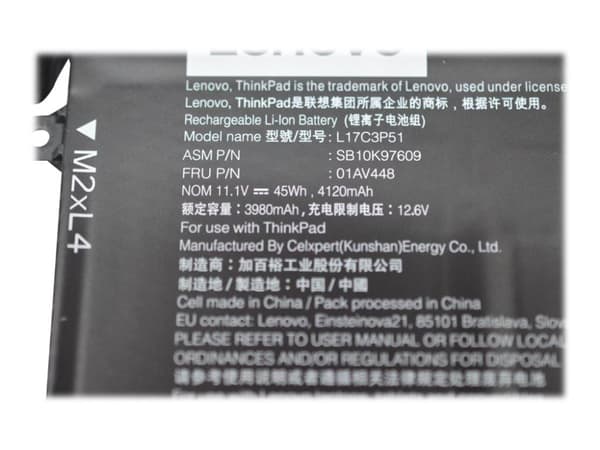 Lenovo
Lenovo, ThinkPad is the trademark of Lenovo, used under license
Lenovo, ThinkPad是联想集团所属企业的商标，根据许可使用。
Rechargeable Li-Ion Battery (锂离子电池组)
Model name 型號/型号: L17C3P51
ASM P/N : SB10K97609
FRU P/N : 01AV448
NOM 11.1V ⎓ 45Wh, 4120mAh
额定容量: 3980mAh, 充电限制电压: 12.6V
For use with ThinkPad
Manufactured By Celxpert(Kunshan)Energy Co., Ltd.
制造商：加百裕工业股份有限公司
制造地/製造地：中国/中國
Cell made in China / Pack processed in China
EU contact: Lenovo, Einsteinova21, 85101 Bratislava, Slov
PLEASE REFER TO USER MANUAL OR FOLLOW LOCAL
ORDINANCES AND/OR REGULATIONS FOR DISPOSAL
请参考使用说明或者遵循相关法律规定处理废弃电池
M2xL4